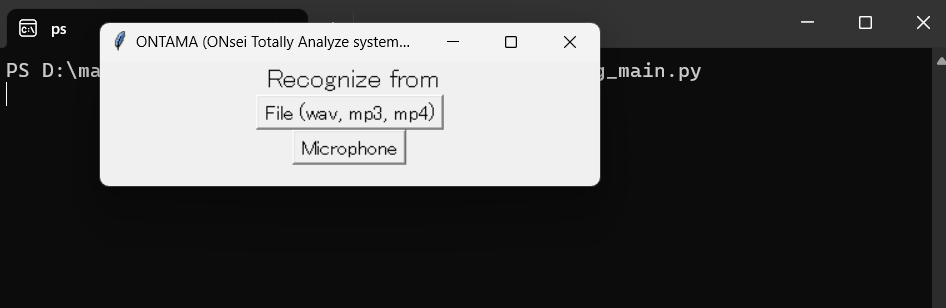 ps
ONTAMA (ONsei Totally Analyze system...
PS D:\ma
g_main.py
Recognize from
File (wav, mp3, mp4)
Microphone